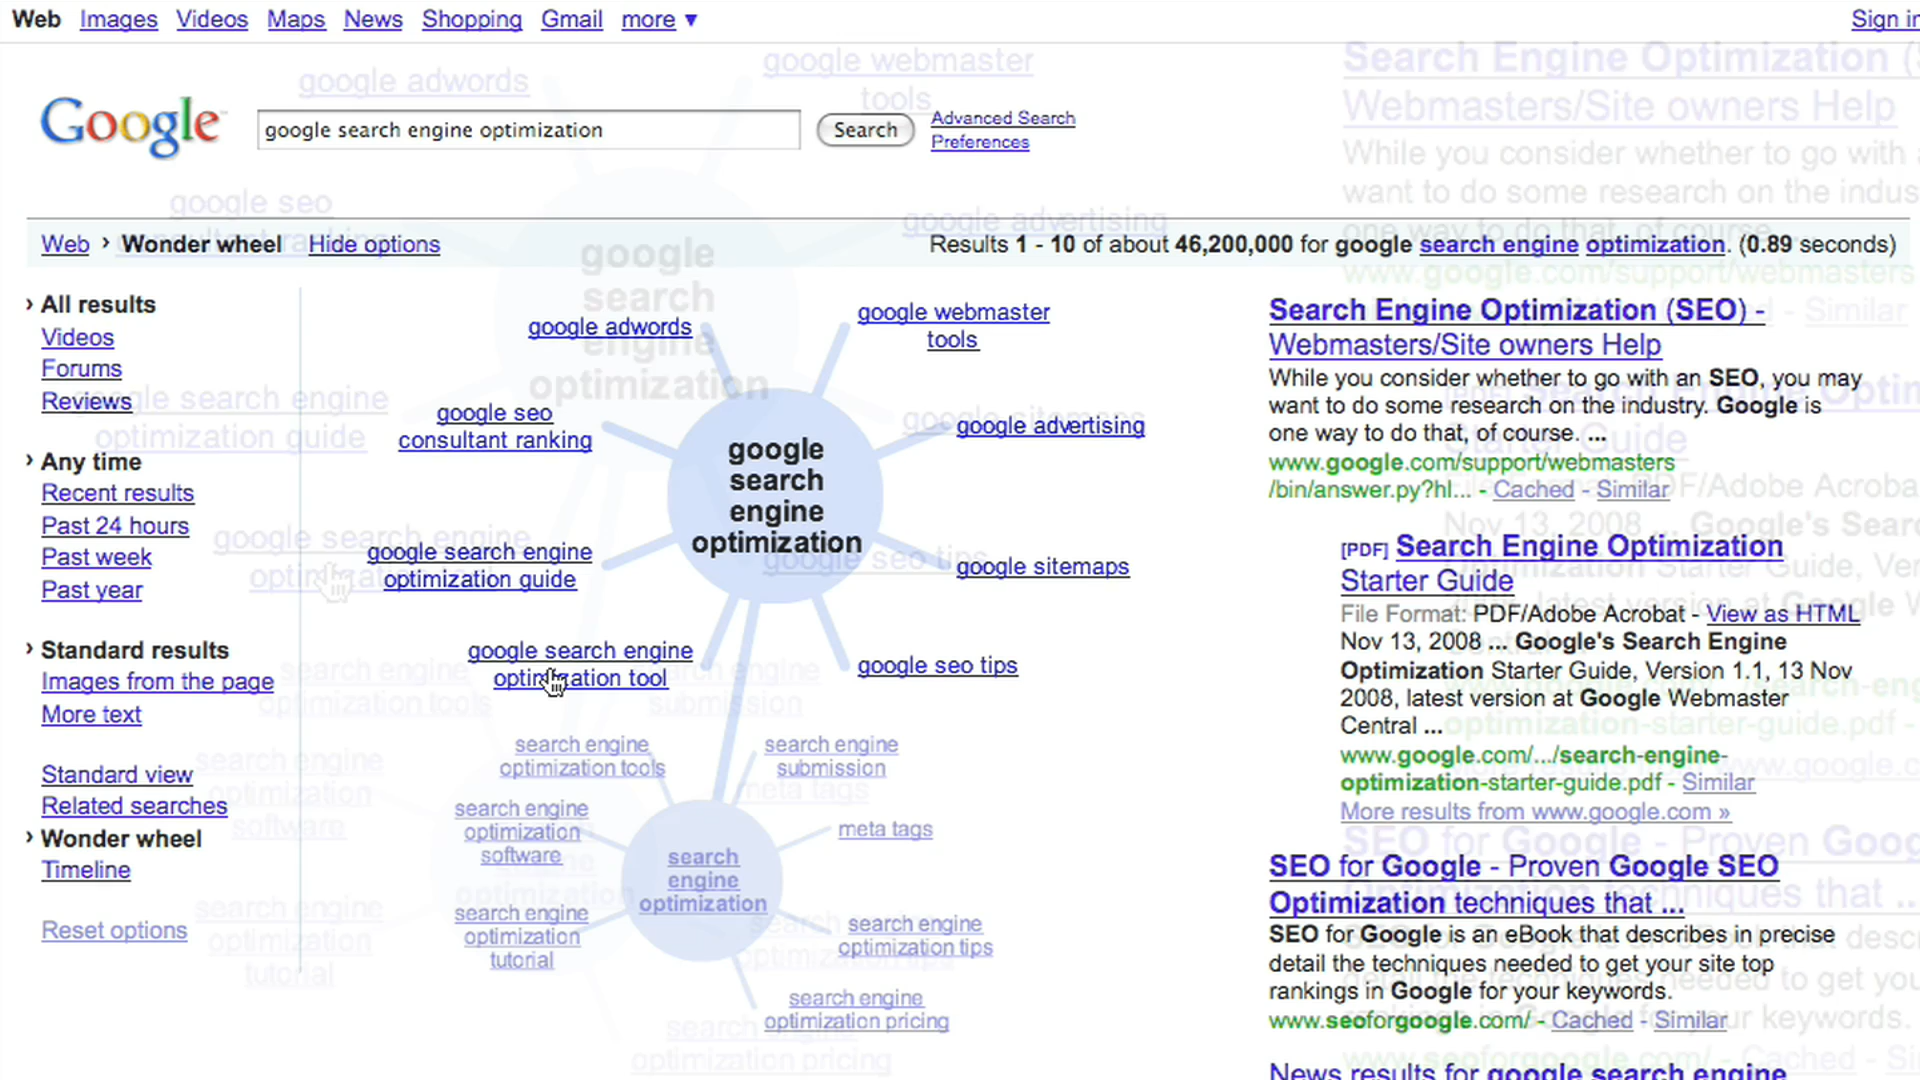 Web Images Videos Maps News Shopping Gmail more ▼
Sign in
Google
google search engine optimization
Search
Advanced Search
Preferences
Web › Wonder wheel Hide options
Results 1 - 10 of about 46,200,000 for google search engine optimization. (0.89 seconds)
› All results
Videos
Forums
Reviews
› Any time
Recent results
Past 24 hours
Past week
Past year
› Standard results
Images from the page
More text
Standard view
Related searches
› Wonder wheel
Timeline
Reset options
google adwords
google webmaster
tools
google seo
consultant ranking
google advertising
google
search
engine
optimization
google search engine
optimization guide
google sitemaps
google search engine
optimization tool
google seo tips
search engine
optimization tools
search engine
submission
search engine
optimization
software
meta tags
search
engine
optimization
search engine
optimization
tutorial
search engine
optimization tips
search engine
optimization pricing
Search Engine Optimization (SEO) -
Webmasters/Site owners Help
While you consider whether to go with an SEO, you may
want to do some research on the industry. Google is
one way to do that, of course. ...
www.google.com/support/webmasters
/bin/answer.py?hl... - Cached - Similar
[PDF] Search Engine Optimization
Starter Guide
File Format: PDF/Adobe Acrobat - View as HTML
Nov 13, 2008 ... Google's Search Engine
Optimization Starter Guide, Version 1.1, 13 Nov
2008, latest version at Google Webmaster
Central ...
www.google.com/.../search-engine-
optimization-starter-guide.pdf - Similar
More results from www.google.com »
SEO for Google - Proven Google SEO
Optimization techniques that ...
SEO for Google is an eBook that describes in precise
detail the techniques needed to get your site top
rankings in Google for your keywords.
www.seoforgoogle.com/ - Cached - Similar
News results for google search engine